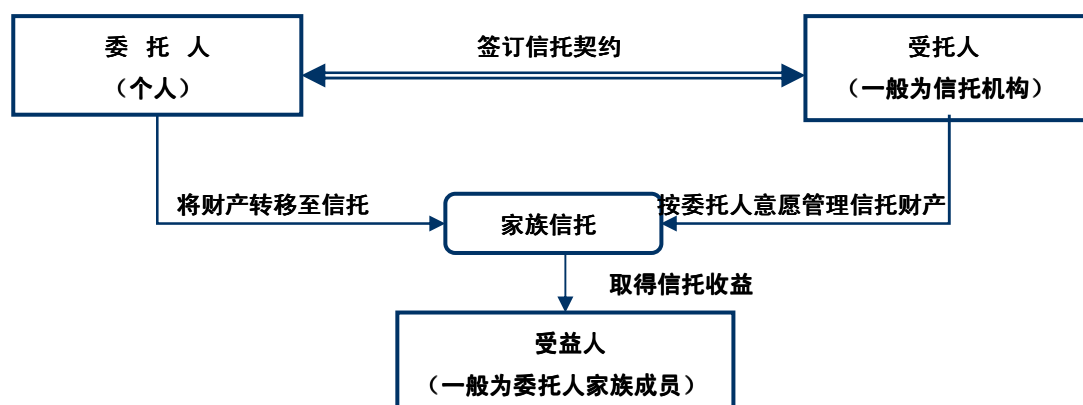 委 托 人
（个人）
签订信托契约
受托人
（一般为信托机构）
将财产转移至信托
家族信托
按委托人意愿管理信托财产
取得信托收益
受益人
（一般为委托人家族成员）